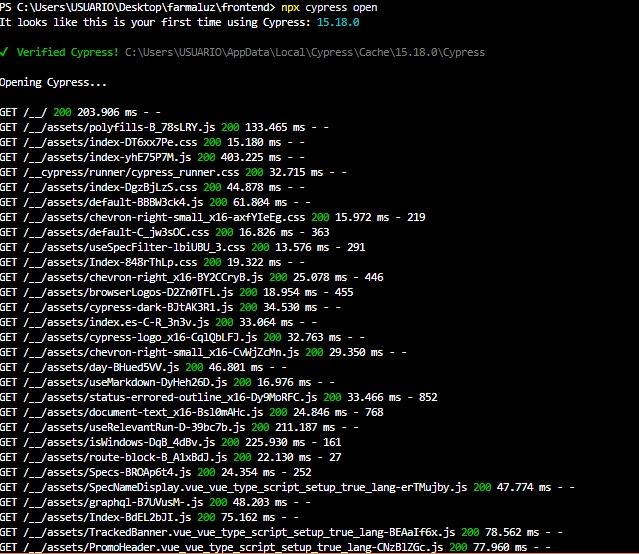 PS C:\Users\USUARIO\Desktop\farmaluz\frontend> npx cypress open
It looks like this is your first time using Cypress: 15.18.0
✓ Verified Cypress! C:\Users\USUARIO\AppData\Local\Cypress\Cache\15.18.0\Cypress
Opening Cypress...
GET /__/ 200 203.906 ms - -
GET /__/assets/polyfills-B_78sLRY.js 200 133.465 ms - -
GET /__/assets/index-DT6xx7Pe.css 200 15.180 ms - -
GET /__/assets/index-yhE75P7M.js 200 403.225 ms - -
GET /__cypress/runner/cypress_runner.css 200 32.715 ms - -
GET /__/assets/index-DgzBjLzS.css 200 44.878 ms - -
GET /__/assets/default-BBBW3ck4.js 200 61.804 ms - -
GET /__/assets/chevron-right-small_x16-axfYIeEg.css 200 15.972 ms - 219
GET /__/assets/default-C_jw3sOC.css 200 16.826 ms - 363
GET /__/assets/useSpecFilter-lbiUBU_3.css 200 13.576 ms - 291
GET /__/assets/Index-848rThLp.css 200 19.322 ms - -
GET /__/assets/chevron-right_x16-BY2CCryB.js 200 25.078 ms - 446
GET /__/assets/browserLogos-D2Zn0TFL.js 200 18.954 ms - 455
GET /__/assets/cypress-dark-BJtAK3R1.js 200 34.530 ms - -
GET /__/assets/index.es-C-R_3n3v.js 200 33.064 ms - -
GET /__/assets/cypress-logo_x16-CqlQbLFJ.js 200 32.763 ms - -
GET /__/assets/chevron-right-small_x16-CvWjZcMn.js 200 29.350 ms - -
GET /__/assets/day-BHued5VV.js 200 46.801 ms - -
GET /__/assets/useMarkdown-DyHeh26D.js 200 16.976 ms - -
GET /__/assets/status-errored-outline_x16-Dy9MoRFC.js 200 33.466 ms - 852
GET /__/assets/document-text_x16-Bsl0mAHc.js 200 24.846 ms - 768
GET /__/assets/useRelevantRun-D-39bc7b.js 200 211.187 ms - -
GET /__/assets/isWindows-DqB_4dBv.js 200 225.930 ms - 161
GET /__/assets/route-block-B_A1xBdJ.js 200 22.130 ms - 27
GET /__/assets/Specs-BROAp6t4.js 200 24.354 ms - 252
GET /__/assets/SpecNameDisplay.vue_vue_type_script_setup_true_lang-erTMujby.js 200 47.774 ms - -
GET /__/assets/graphql-B7UVusM-.js 200 48.203 ms - -
GET /__/assets/Index-BdEL2bJI.js 200 75.162 ms - -
GET /__/assets/TrackedBanner.vue_vue_type_script_setup_true_lang-BEAaIf6x.js 200 78.562 ms - -
GET /__/assets/PromoHeader.vue_vue_type_script_setup_true_lang-CNzBlZGc.js 200 77.960 ms - -